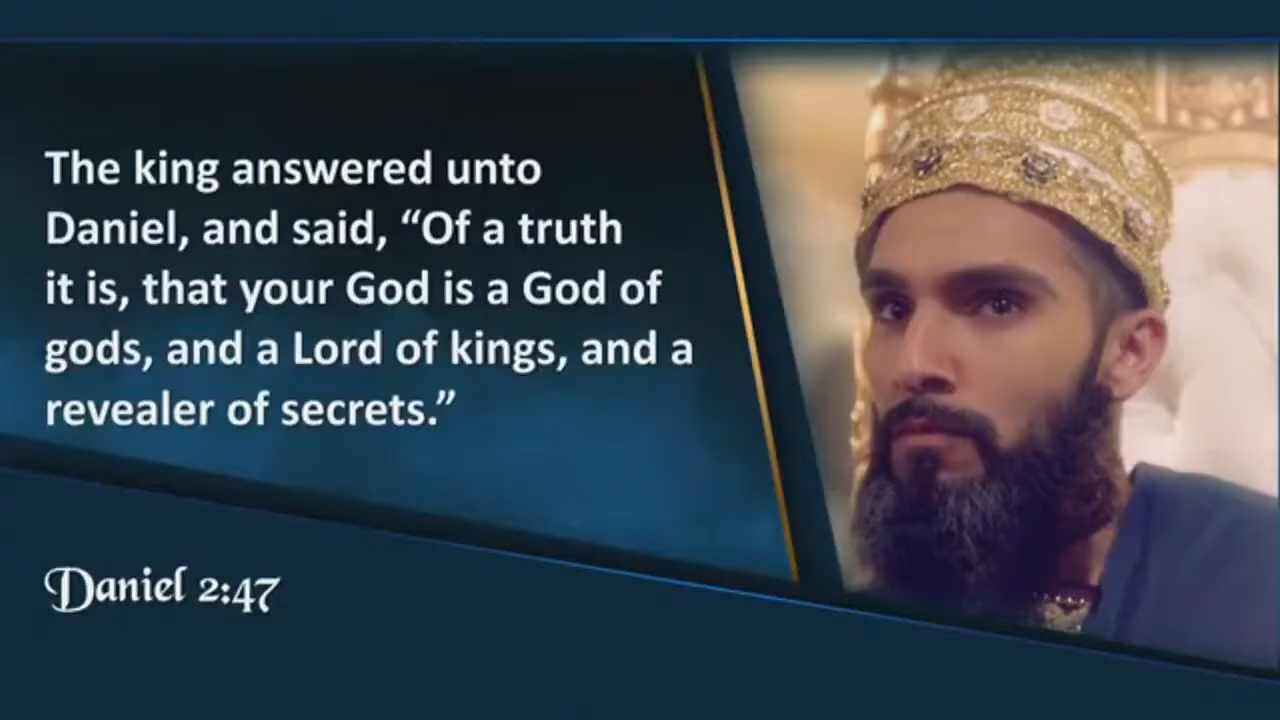 The king answered unto
Daniel, and said, “Of a truth
it is, that your God is a God of
gods, and a Lord of kings, and a
revealer of secrets.”
Daniel 2:47